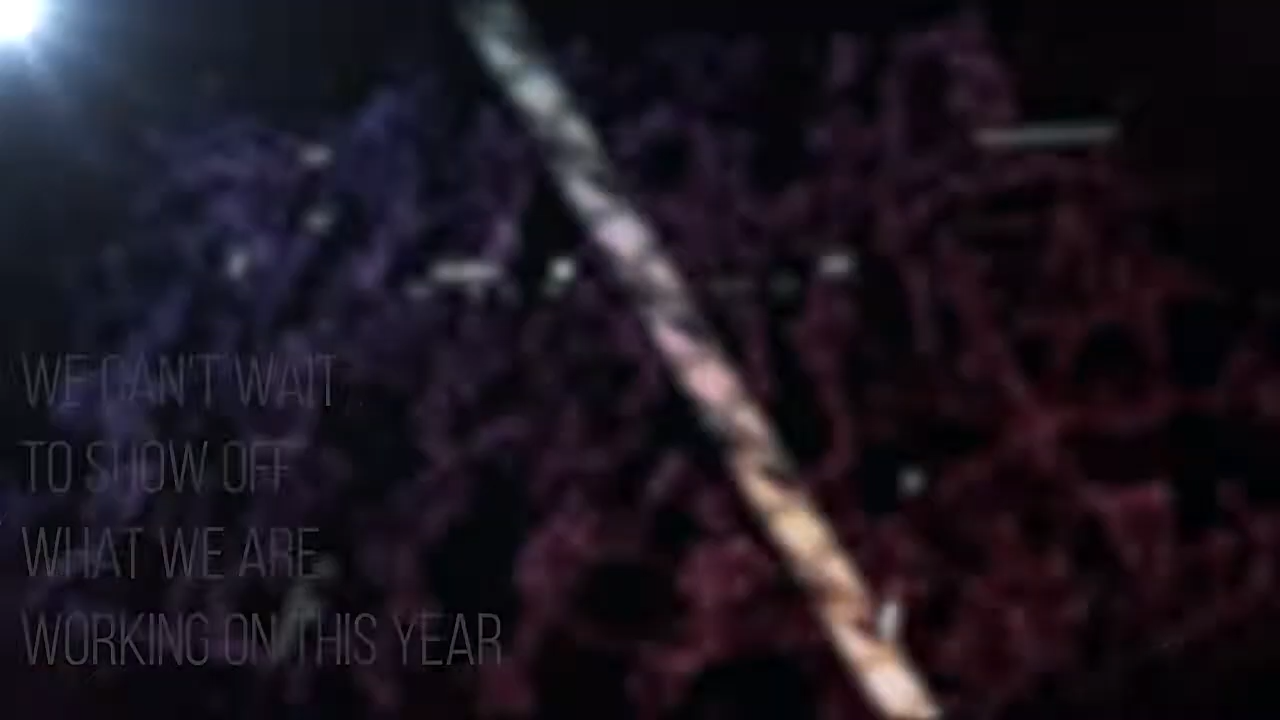 WE CAN'T WAIT
TO SHOW OFF
WHAT WE ARE
WORKING ON THIS YEAR